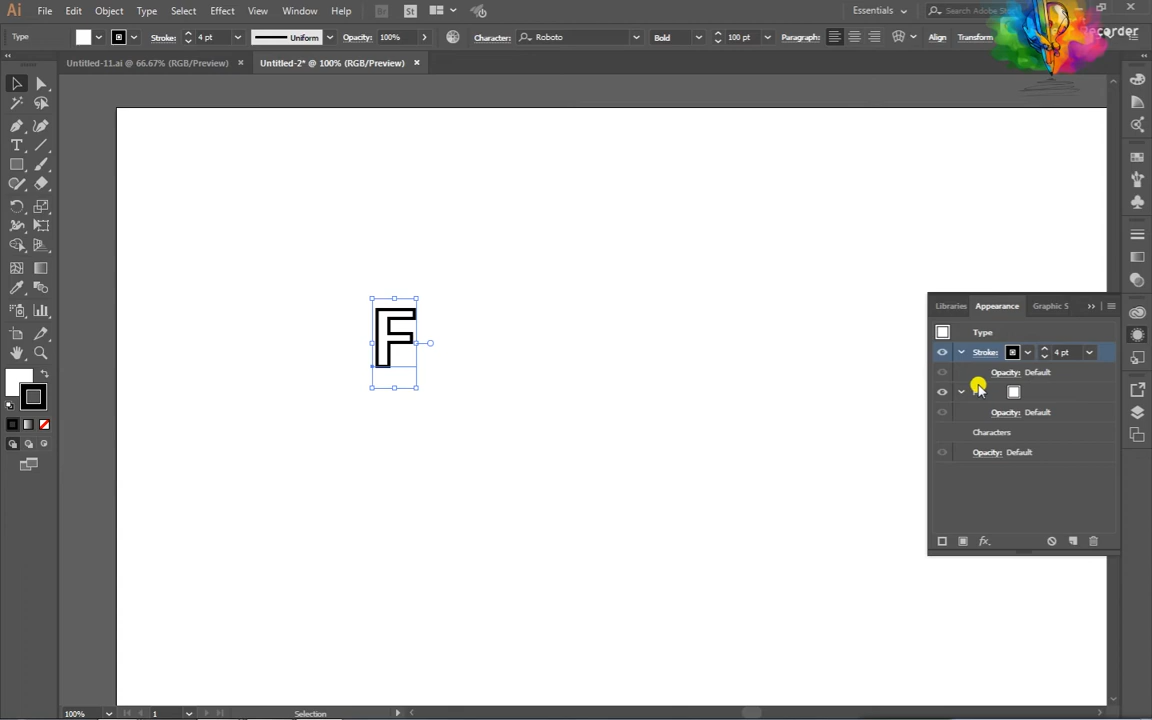 Ai File Edit Object Type Select Effect View Window Help Br St Essentials Search Adobe
Type Stroke: 4 pt Uniform Opacity: 100% Character: Roboto Bold 100 pt Paragraph: Align Transform
Untitled-11.ai @ 66.67% (RGB/Preview) × Untitled-2* @ 100% (RGB/Preview) ×
F
Libraries Appearance Graphic S
Type
Stroke: 4 pt
Opacity: Default
Opacity: Default
Characters
Opacity: Default
fx.
100% 1 Selection